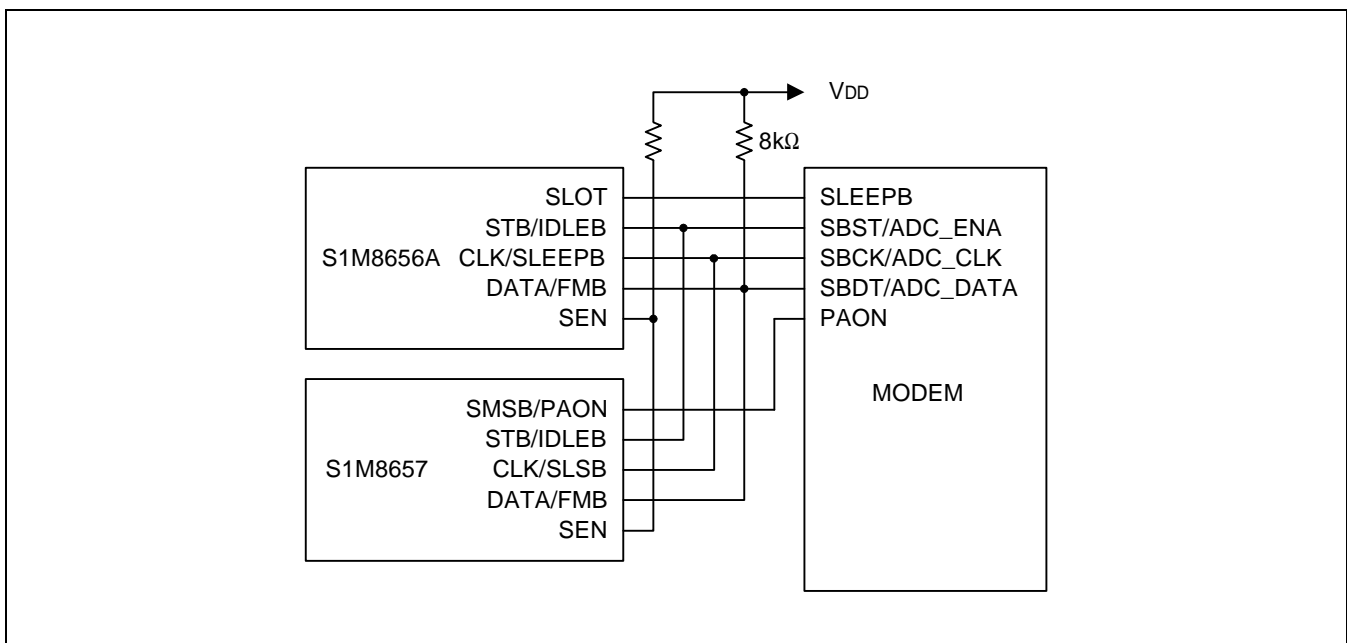 VDD
8kΩ
S1M8656A
SLOT
STB/IDLEB
CLK/SLEEPB
DATA/FMB
SEN
S1M8657
SMSB/PAON
STB/IDLEB
CLK/SLSB
DATA/FMB
SEN
SLEEPB
SBST/ADC_ENA
SBCK/ADC_CLK
SBDT/ADC_DATA
PAON
MODEM